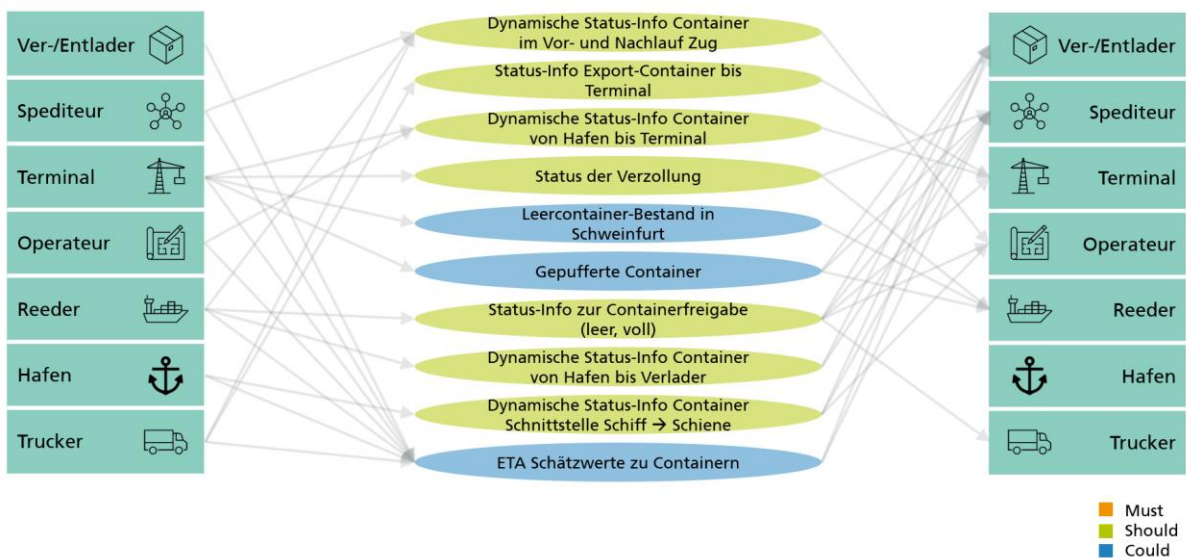 Ver-/Entlader
Spediteur
Terminal
Operateur
Reeder
Hafen
Trucker
Dynamische Status-Info Container
im Vor- und Nachlauf Zug
Status-Info Export-Container bis
Terminal
Dynamische Status-Info Container
von Hafen bis Terminal
Status der Verzollung
Leercontainer-Bestand in
Schweinfurt
Gepufferte Container
Status-Info zur Containerfreigabe
(leer, voll)
Dynamische Status-Info Container
von Hafen bis Verlader
Dynamische Status-Info Container
Schnittstelle Schiff → Schiene
ETA Schätzwerte zu Containern
Ver-/Entlader
Spediteur
Terminal
Operateur
Reeder
Hafen
Trucker
Must
Should
Could